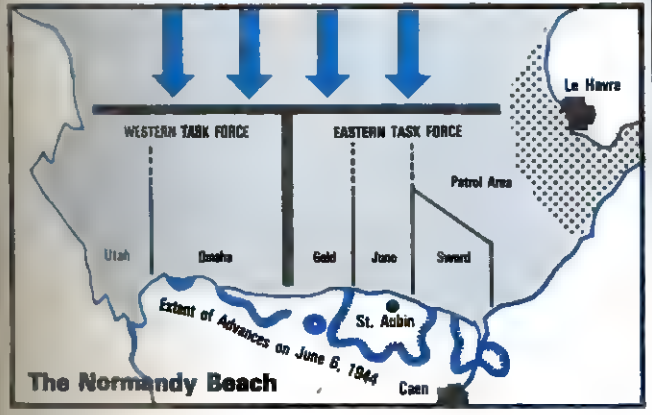 Le Havre
WESTERN TASK FORCE
EASTERN TASK FORCE
Patrol Area
Utah
Omaha
Gold
Juno
Sword
Extent of Advances on June 6, 1944
St. Aubin
The Normandy Beach
Caen